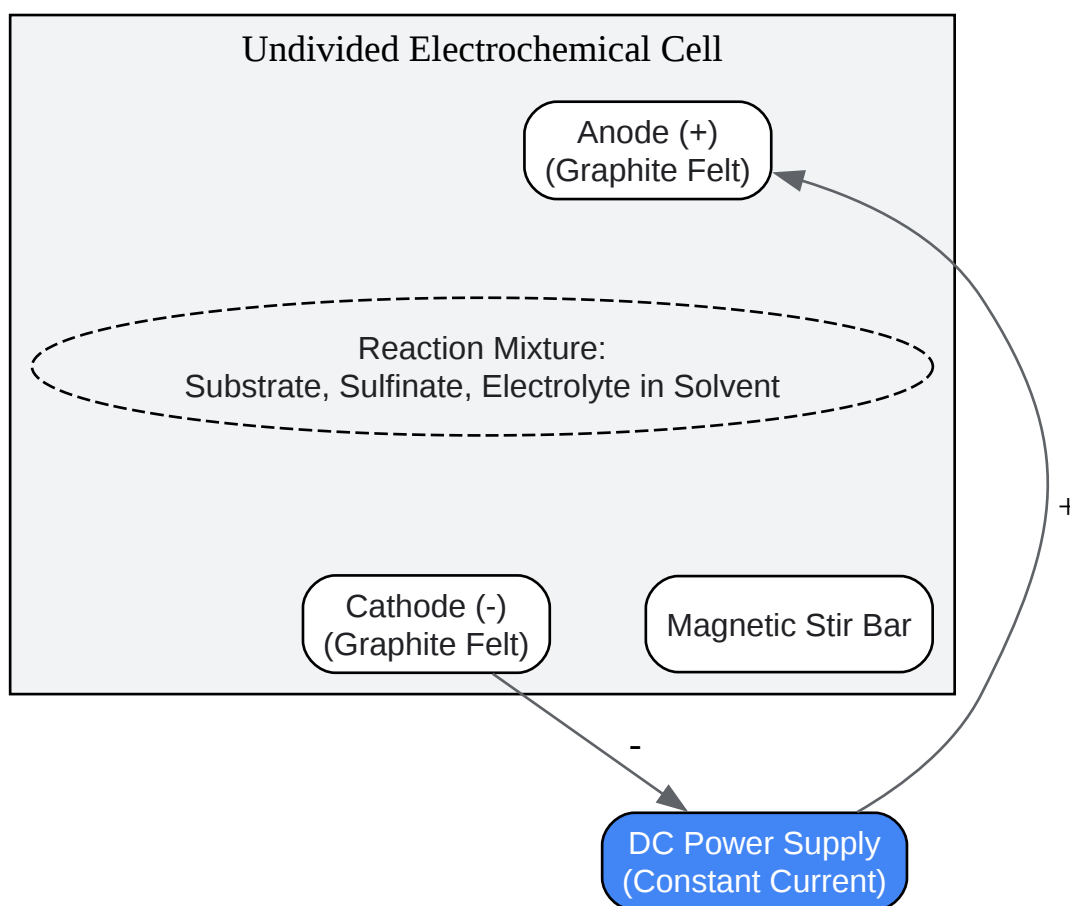 Undivided Electrochemical Cell
Anode (+)
(Graphite Felt)
Reaction Mixture:
Substrate, Sulfinate, Electrolyte in Solvent
+
Cathode (-)
(Graphite Felt)
Magnetic Stir Bar
-
DC Power Supply
(Constant Current)